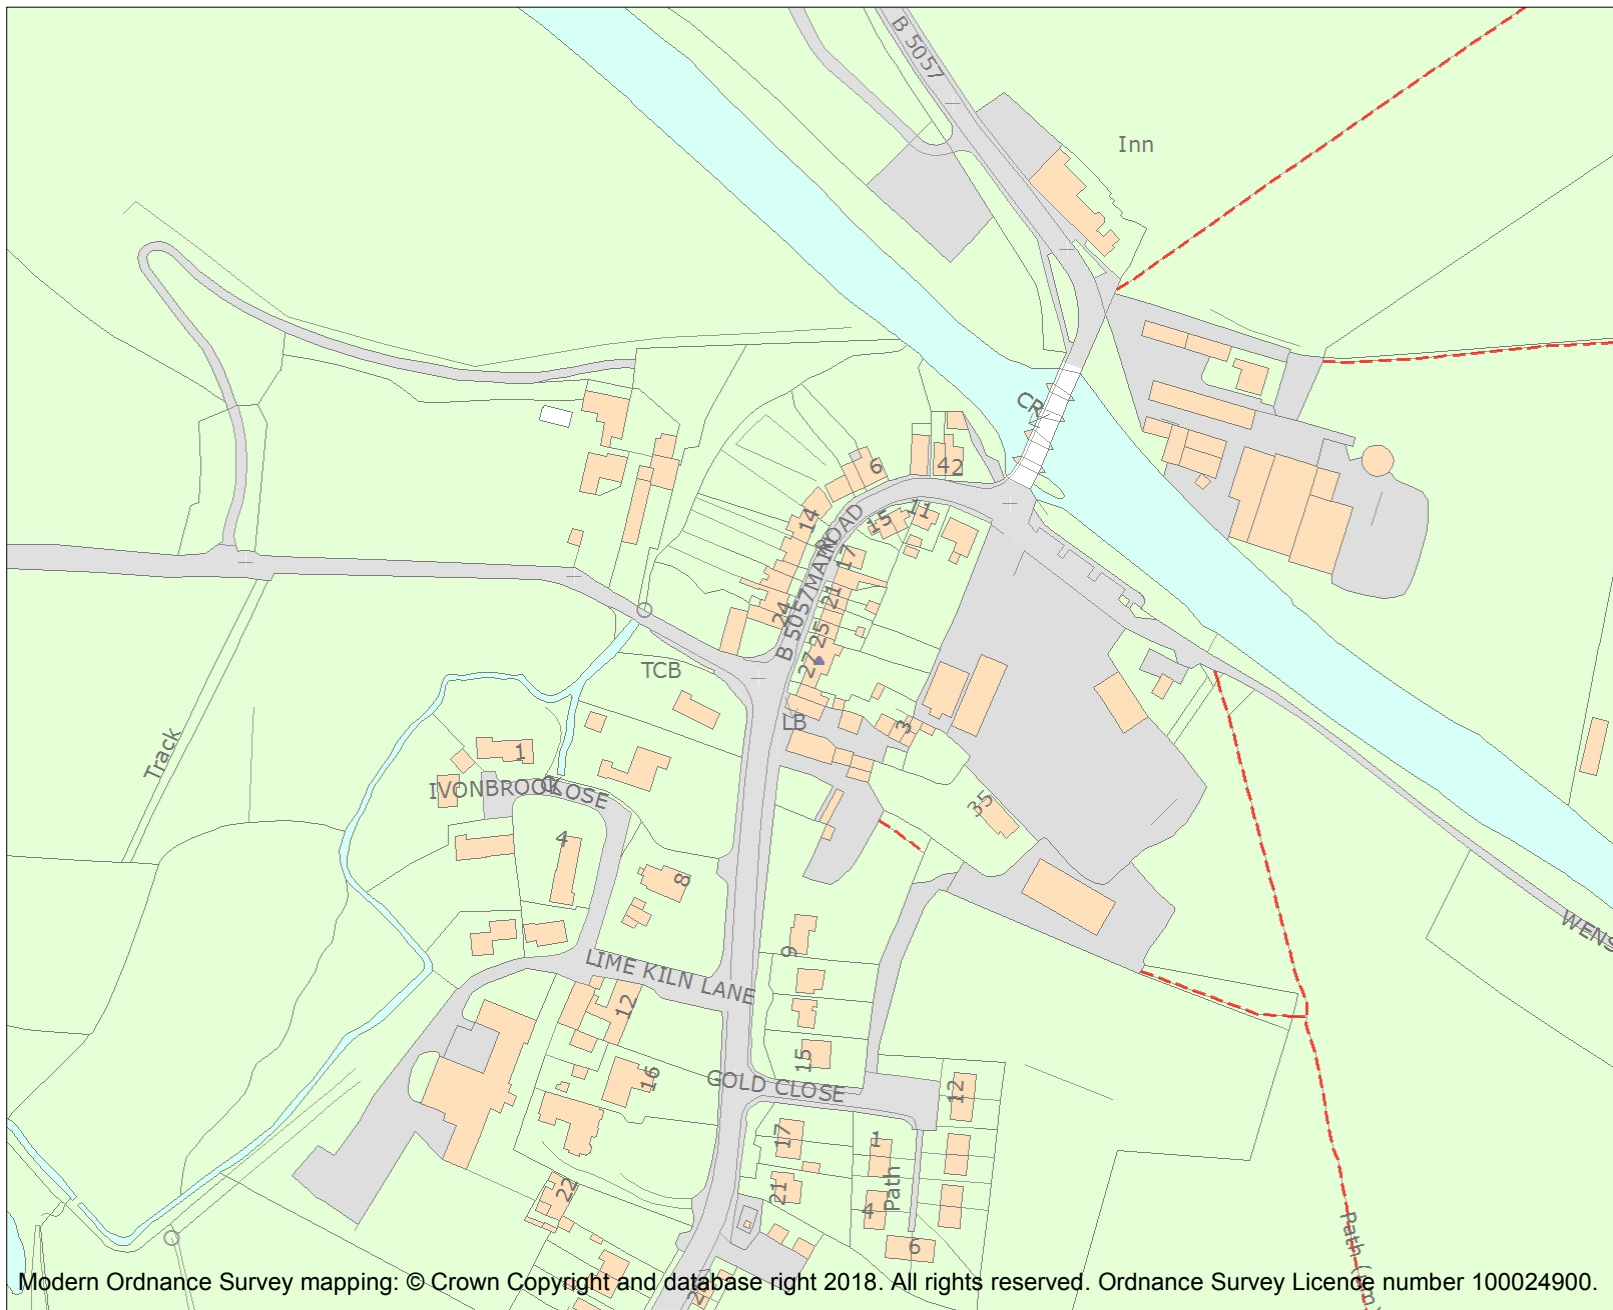 B 5057
Inn
CR
6
42
14
ROAD
15
11
MAIN
17
21
24
B 5057
25
27
TCB
LB
3
Track
1
IVONBROOK
CLOSE
35
4
8
WENS
9
LIME KILN LANE
12
15
16
GOLD CLOSE
12
17
1
Path
21
22
4
6
Path (um)
Modern Ordnance Survey mapping: © Crown Copyright and database right 2018. All rights reserved. Ordnance Survey Licence number 100024900.